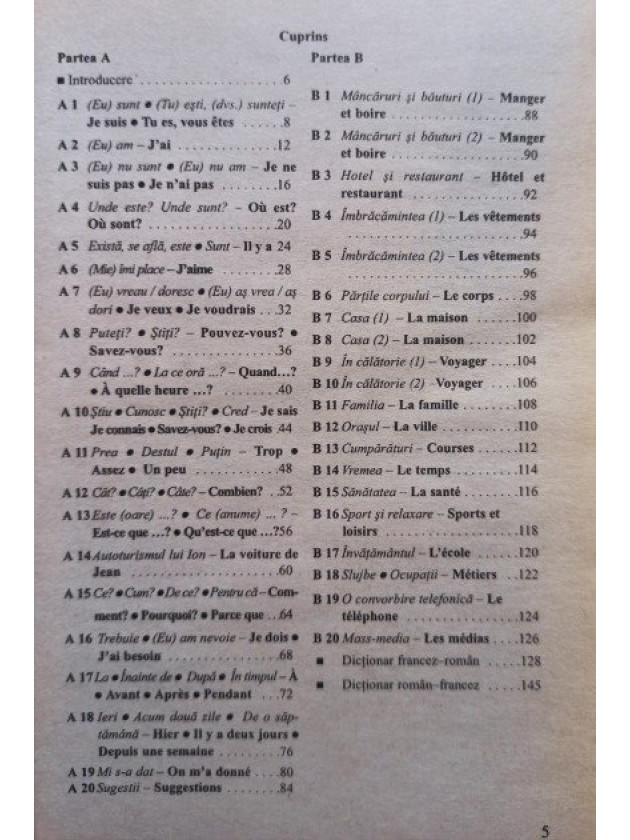 Cuprins
Partea A
■ Introducere ..................... 6
A 1 (Eu) sunt ● (Tu) ești, (dvs.) sunteți –
Je suis ● Tu es, vous êtes ......8
A 2 (Eu) am – J'ai ...............12
A 3 (Eu) nu sunt ● (Eu) nu am – Je ne
suis pas ● Je n'ai pas ........16
A 4 Unde este? Unde sunt? – Où est?
Où sont? ..................20
A 5 Există, se află, este ● Sunt – Il y a 24
A 6 (Mie) îmi place – J'aime ........28
A 7 (Eu) vreau / doresc ● (Eu) aș vrea / aș
dori ● Je veux ● Je voudrais ...32
A 8 Puteți? ● Știți? – Pouvez-vous? ●
Savez-vous? ...............36
A 9 Când ...? ● La ce oră ...? – Quand...?
● À quelle heure ...? .........40
A 10 Știu ● Cunosc ● Știți? ● Cred – Je sais
Je connais ● Savez-vous? ● Je crois .44
A 11 Prea ● Destul ● Puțin – Trop ●
Assez ● Un peu ............48
A 12 Cât? ● Câți? ● Câte? – Combien? ..52
A 13 Este (oare) ...? ● Ce (anume) ... ? –
Est-ce que ...? ● Qu'est-ce que ...?56
A 14 Autoturismul lui Ion – La voiture de
Jean .....................60
A 15 Ce? ● Cum? ● De ce? ● Pentru că – Com-
ment? ● Pourquoi? ● Parce que ..64
A 16 Trebuie ● (Eu) am nevoie – Je dois ●
J'ai besoin ................68
A 17 La ● Înainte de ● După ● În timpul – À
● Avant ● Après ● Pendant ...72
A 18 Ieri ● Acum două zile ● De o săp-
tămână – Hier ● Il y a deux jours ●
Depuis une semaine .........76
A 19 Mi s-a dat – On m'a donné ....80
A 20 Sugestii – Suggestions ........84
Partea B
B 1 Mâncăruri și băuturi (1) – Manger
et boire ....................88
B 2 Mâncăruri și băuturi (2) – Manger
et boire ....................90
B 3 Hotel și restaurant – Hôtel et
restaurant .................92
B 4 Îmbrăcămintea (1) – Les vêtements
..........................94
B 5 Îmbrăcămintea (2) – Les vêtements
..........................96
B 6 Părțile corpului – Le corps ....98
B 7 Casa (1) – La maison ......100
B 8 Casa (2) – La maison ......102
B 9 În călătorie (1) – Voyager ....104
B 10 În călătorie (2) –Voyager ....106
B 11 Familia – La famille ........108
B 12 Orașul – La ville ..........110
B 13 Cumpărături – Courses ......112
B 14 Vremea – Le temps .........114
B 15 Sănătatea – La santé ........116
B 16 Sport și relaxare – Sports et
loisirs ....................118
B 17 Învățământul – L'école ......120
B 18 Slujbe ● Ocupații – Métiers ..122
B 19 O convorbire telefonică – Le
téléphone .................124
B 20 Mass-media – Les médias ....126
■ Dicționar francez–român .....128
■ Dicționar român–francez .....145
5